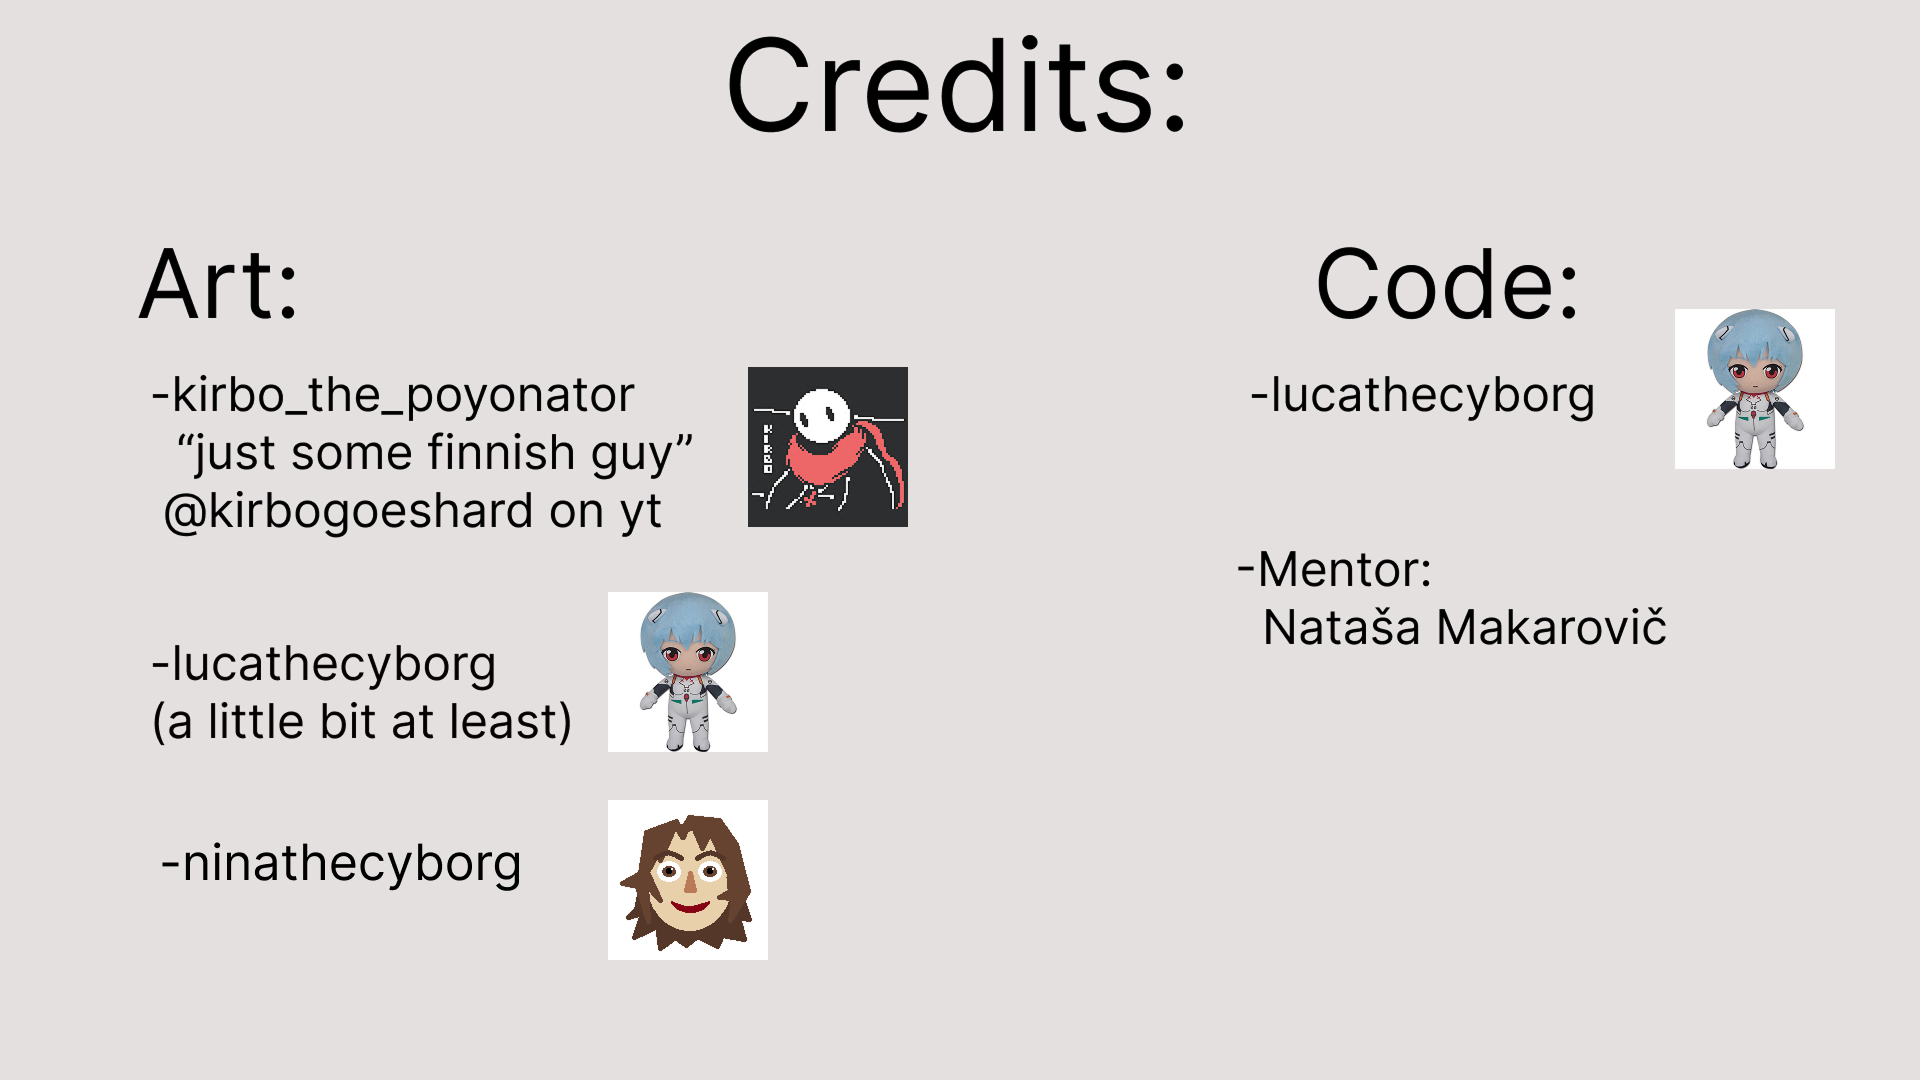 Credits:
Art:
-kirbo_the_poyonator
“just some finnish guy”
@kirbogoeshard on yt
KIRBO
-lucathecyborg
(a little bit at least)
-ninathecyborg
Code:
-lucathecyborg
-Mentor:
Nataša Makarovič